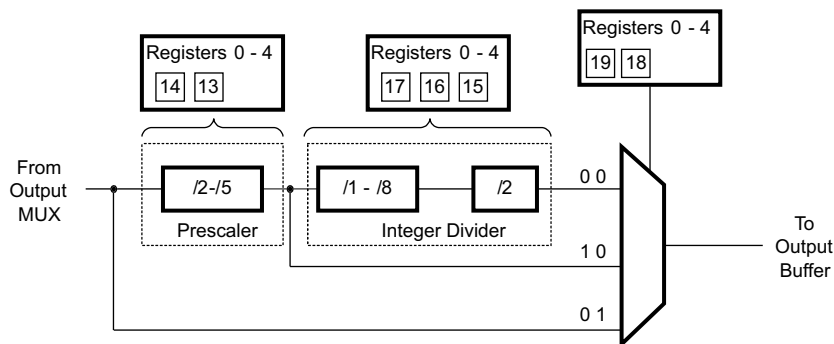 Registers 0 - 4
14 13
Registers 0 - 4
17 16 15
Registers 0 - 4
19 18
From
Output
MUX
/2-/5
Prescaler
/1 - /8
/2
Integer Divider
0 0
1 0
0 1
To
Output
Buffer